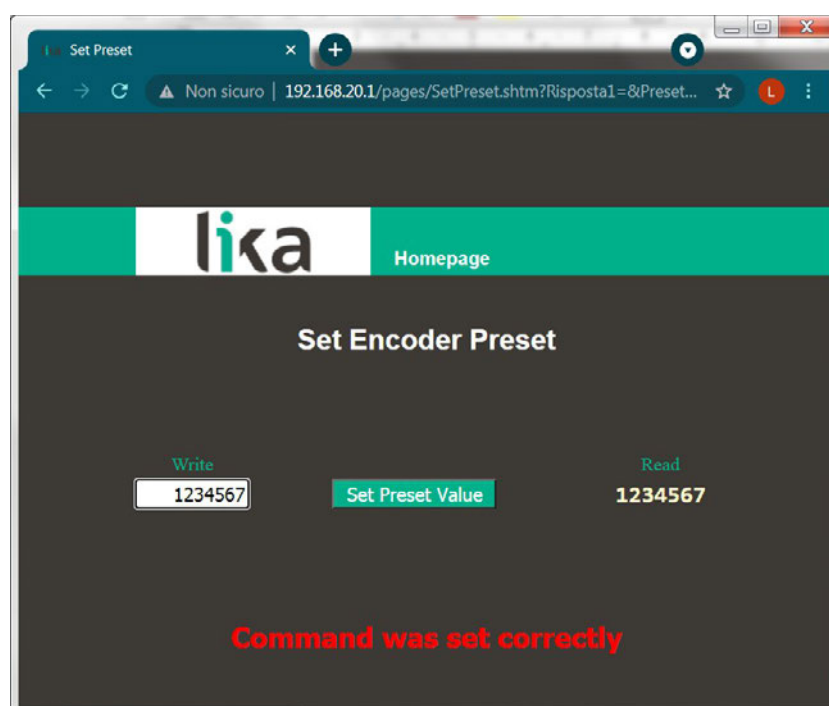 Set Preset
Non sicuro | 192.168.20.1/pages/SetPreset.shtm?Risposta1=&Preset...
L
lika
Homepage
Set Encoder Preset
Write
Read
1234567
Set Preset Value
1234567
Command was set correctly